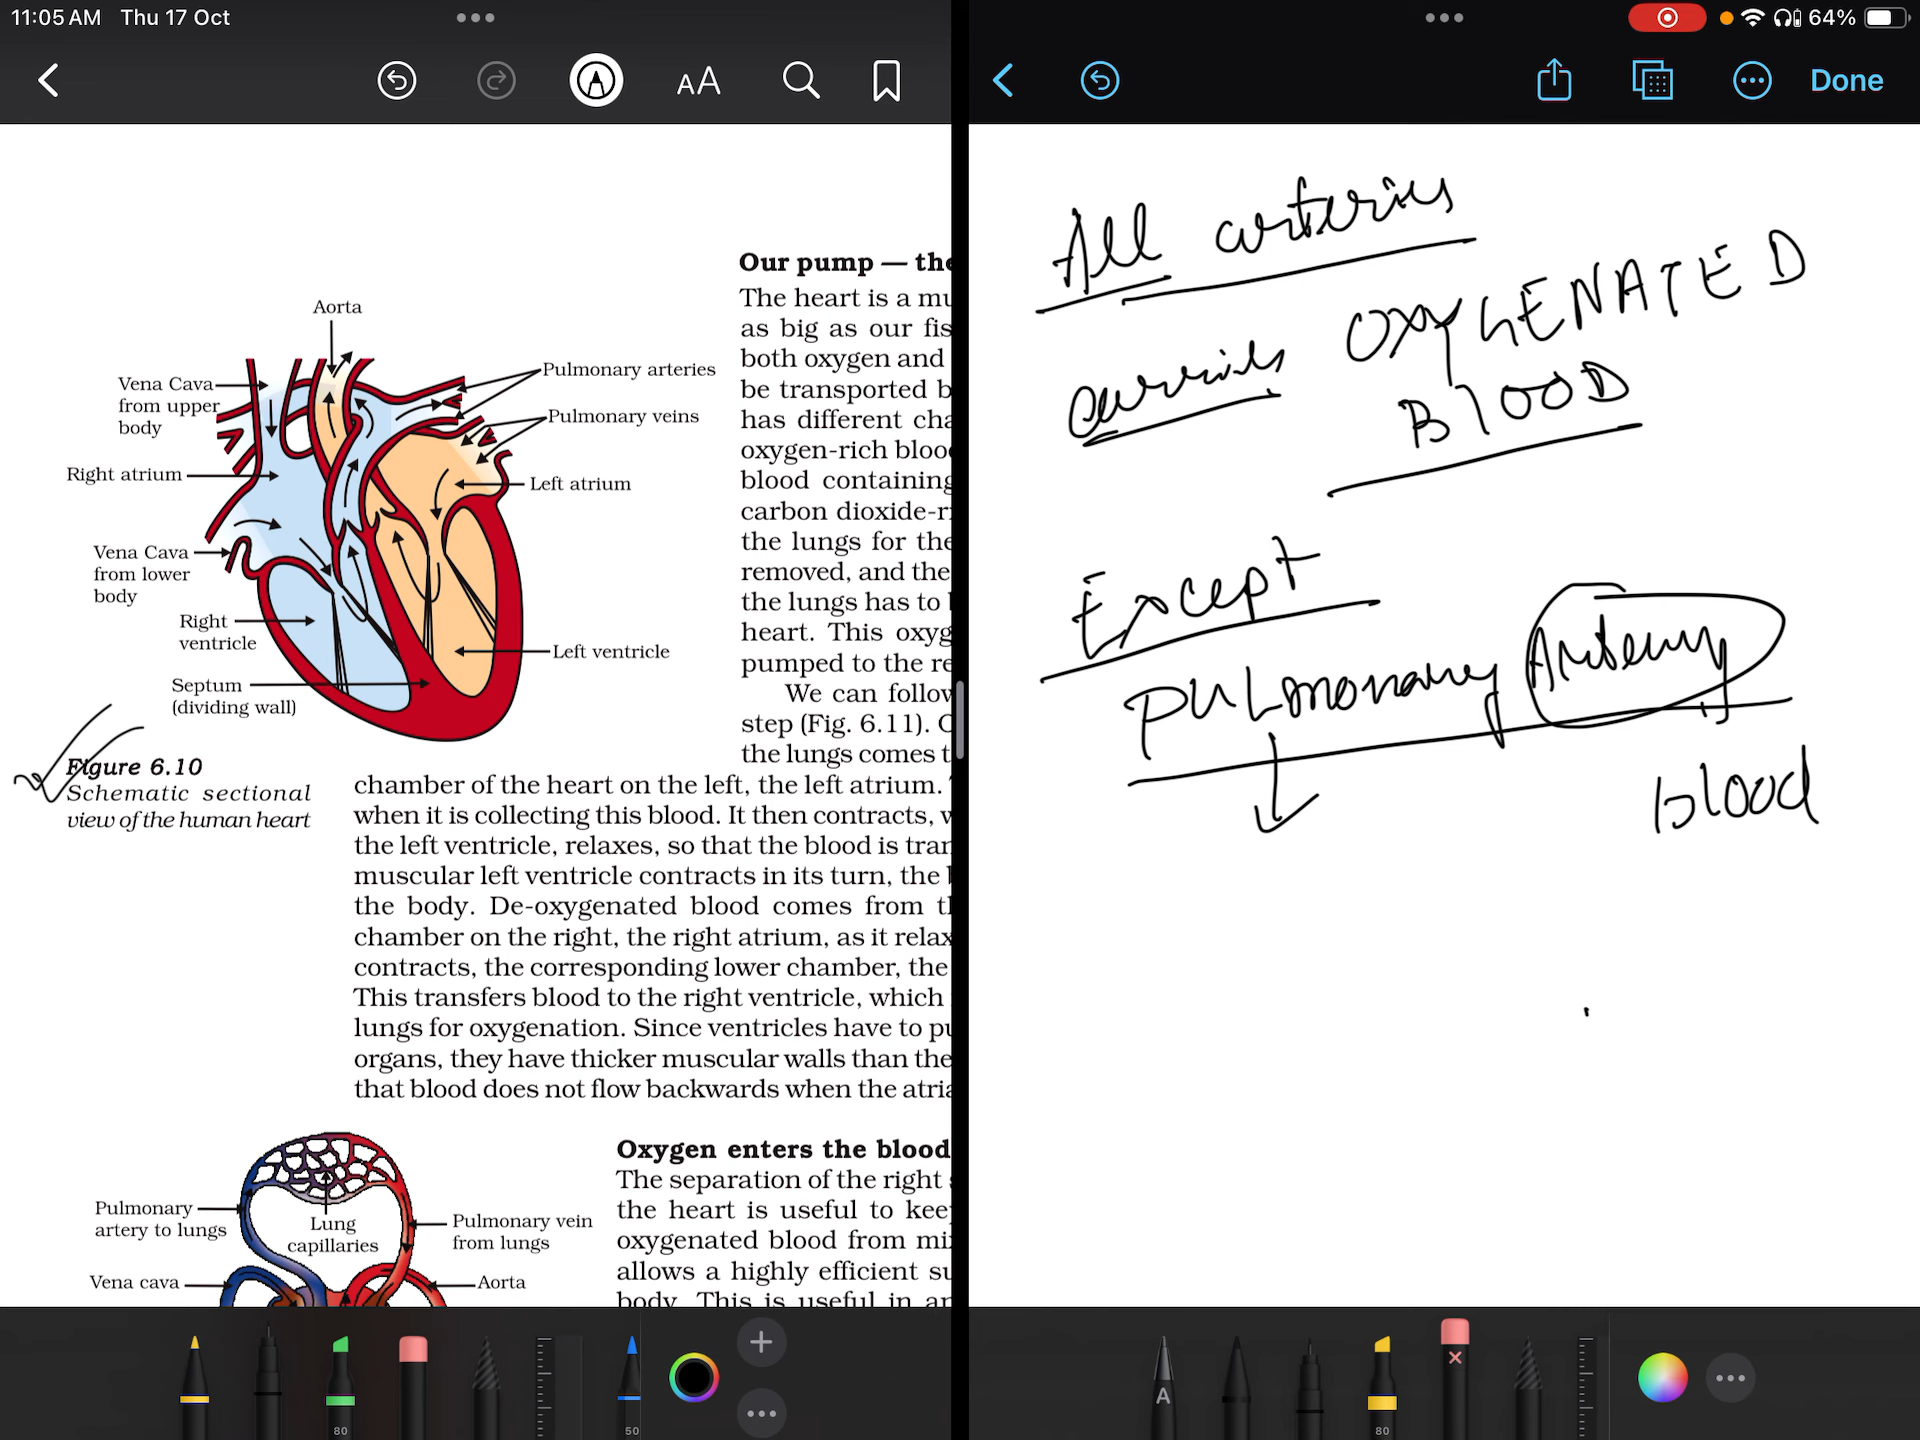 11:05 AM Thu 17 Oct
64%
AA
Done
Our pump — the
The heart is a mu
as big as our fis
both oxygen and
be transported b
has different cha
oxygen-rich blood
blood containing
carbon dioxide-r
the lungs for the
removed, and the
the lungs has to
heart. This oxyg
pumped to the re
We can follow
step (Fig. 6.11). O
the lungs comes t
chamber of the heart on the left, the left atrium.
when it is collecting this blood. It then contracts, w
the left ventricle, relaxes, so that the blood is tran
muscular left ventricle contracts in its turn, the
the body. De-oxygenated blood comes from th
chamber on the right, the right atrium, as it relax
contracts, the corresponding lower chamber, the
This transfers blood to the right ventricle, which
lungs for oxygenation. Since ventricles have to pu
organs, they have thicker muscular walls than the
that blood does not flow backwards when the atria
Aorta
Vena Cava
from upper
body
Right atrium
Vena Cava
from lower
body
Right
ventricle
Septum
(dividing wall)
Pulmonary arteries
Pulmonary veins
Left atrium
Left ventricle
Figure 6.10
Schematic sectional
view of the human heart
Oxygen enters the blood
The separation of the right
the heart is useful to kee
oxygenated blood from mi
allows a highly efficient su
body. This is useful in an
Pulmonary
artery to lungs
Lung
capillaries
Pulmonary vein
from lungs
Vena cava
Aorta
80
50
All arteries
carries OXYGENATED
BLOOD
Except
PULmonary Artery
blood
A
80